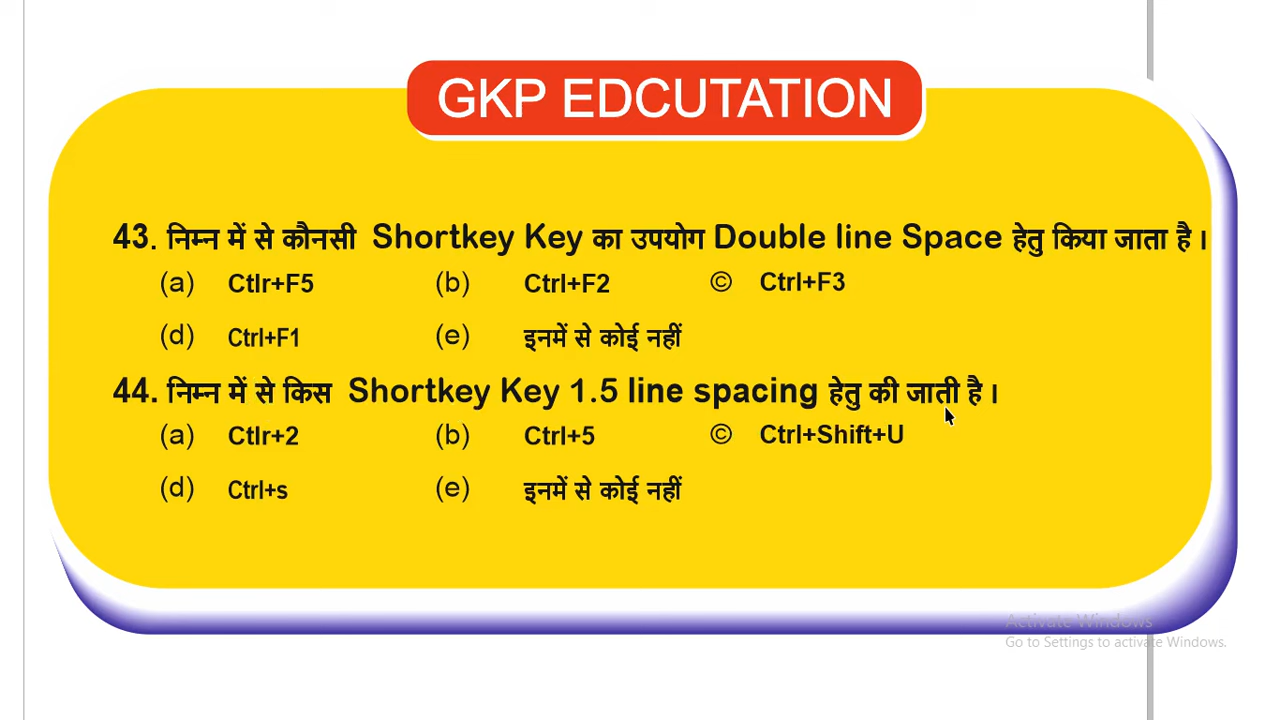 GKP EDCUTATION
43. निम्न में से कौनसी Shortkey Key का उपयोग Double line Space हेतु किया जाता है ।
(a) Ctlr+F5 (b) Ctrl+F2 © Ctrl+F3
(d) Ctrl+F1 (e) इनमें से कोई नहीं
44. निम्न में से किस Shortkey Key 1.5 line spacing हेतु की जाती है ।
(a) Ctlr+2 (b) Ctrl+5 © Ctrl+Shift+U
(d) Ctrl+s (e) इनमें से कोई नहीं
Activate Windows
Go to Settings to activate Windows.